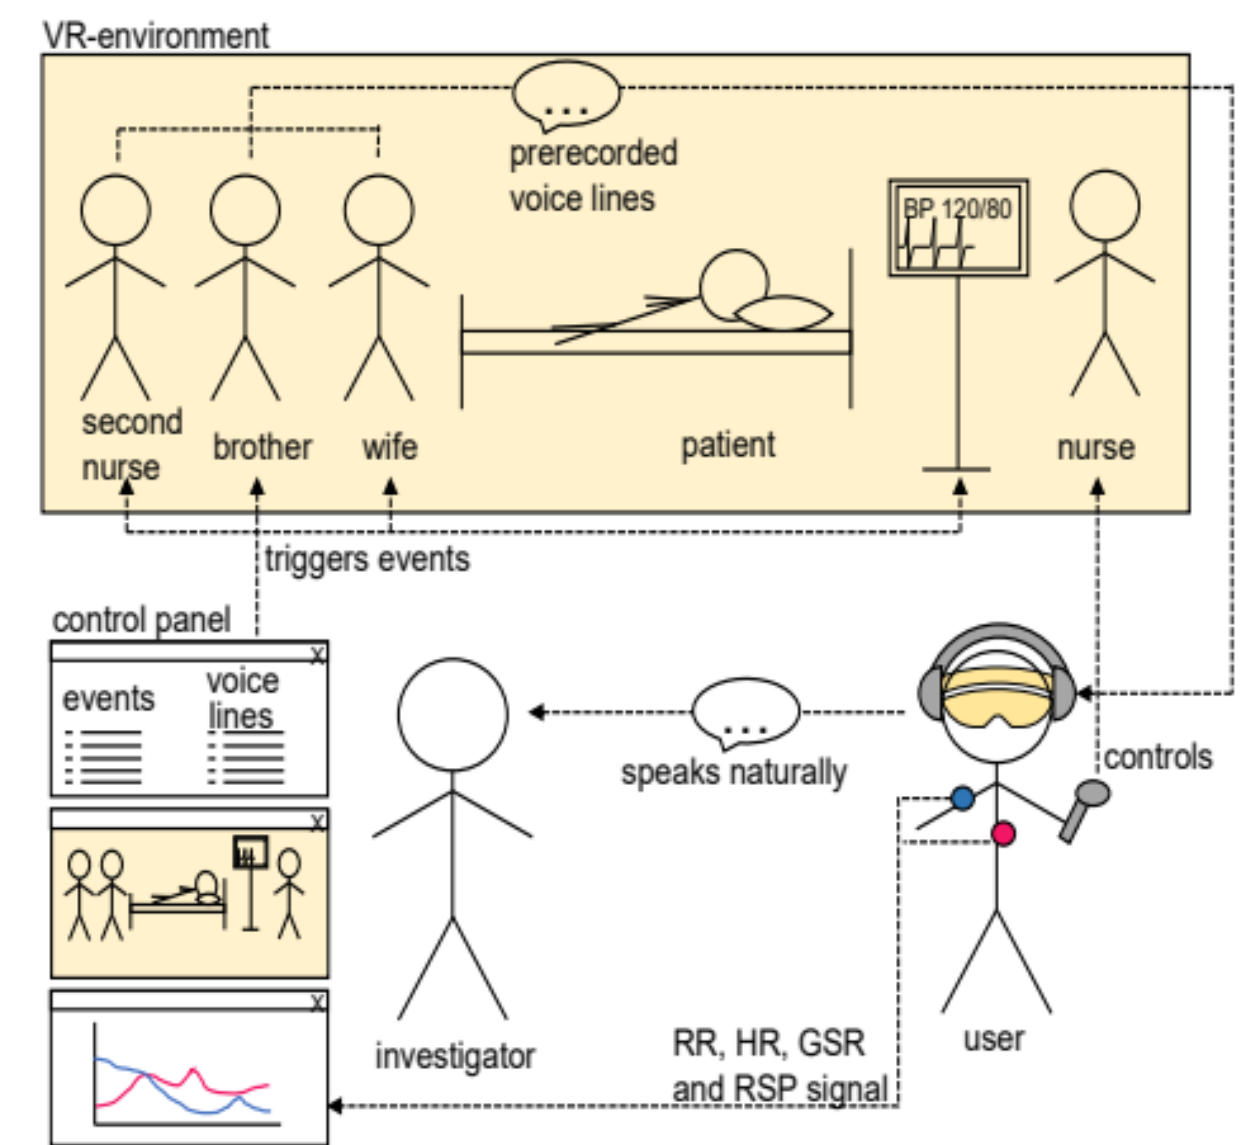 VR-environment
...
prerecorded
voice lines
BP 120/80
second
nurse
brother
wife
patient
nurse
triggers events
control panel
X
events
voice
lines
X
X
...
speaks naturally
controls
investigator
RR, HR, GSR
and RSP signal
user